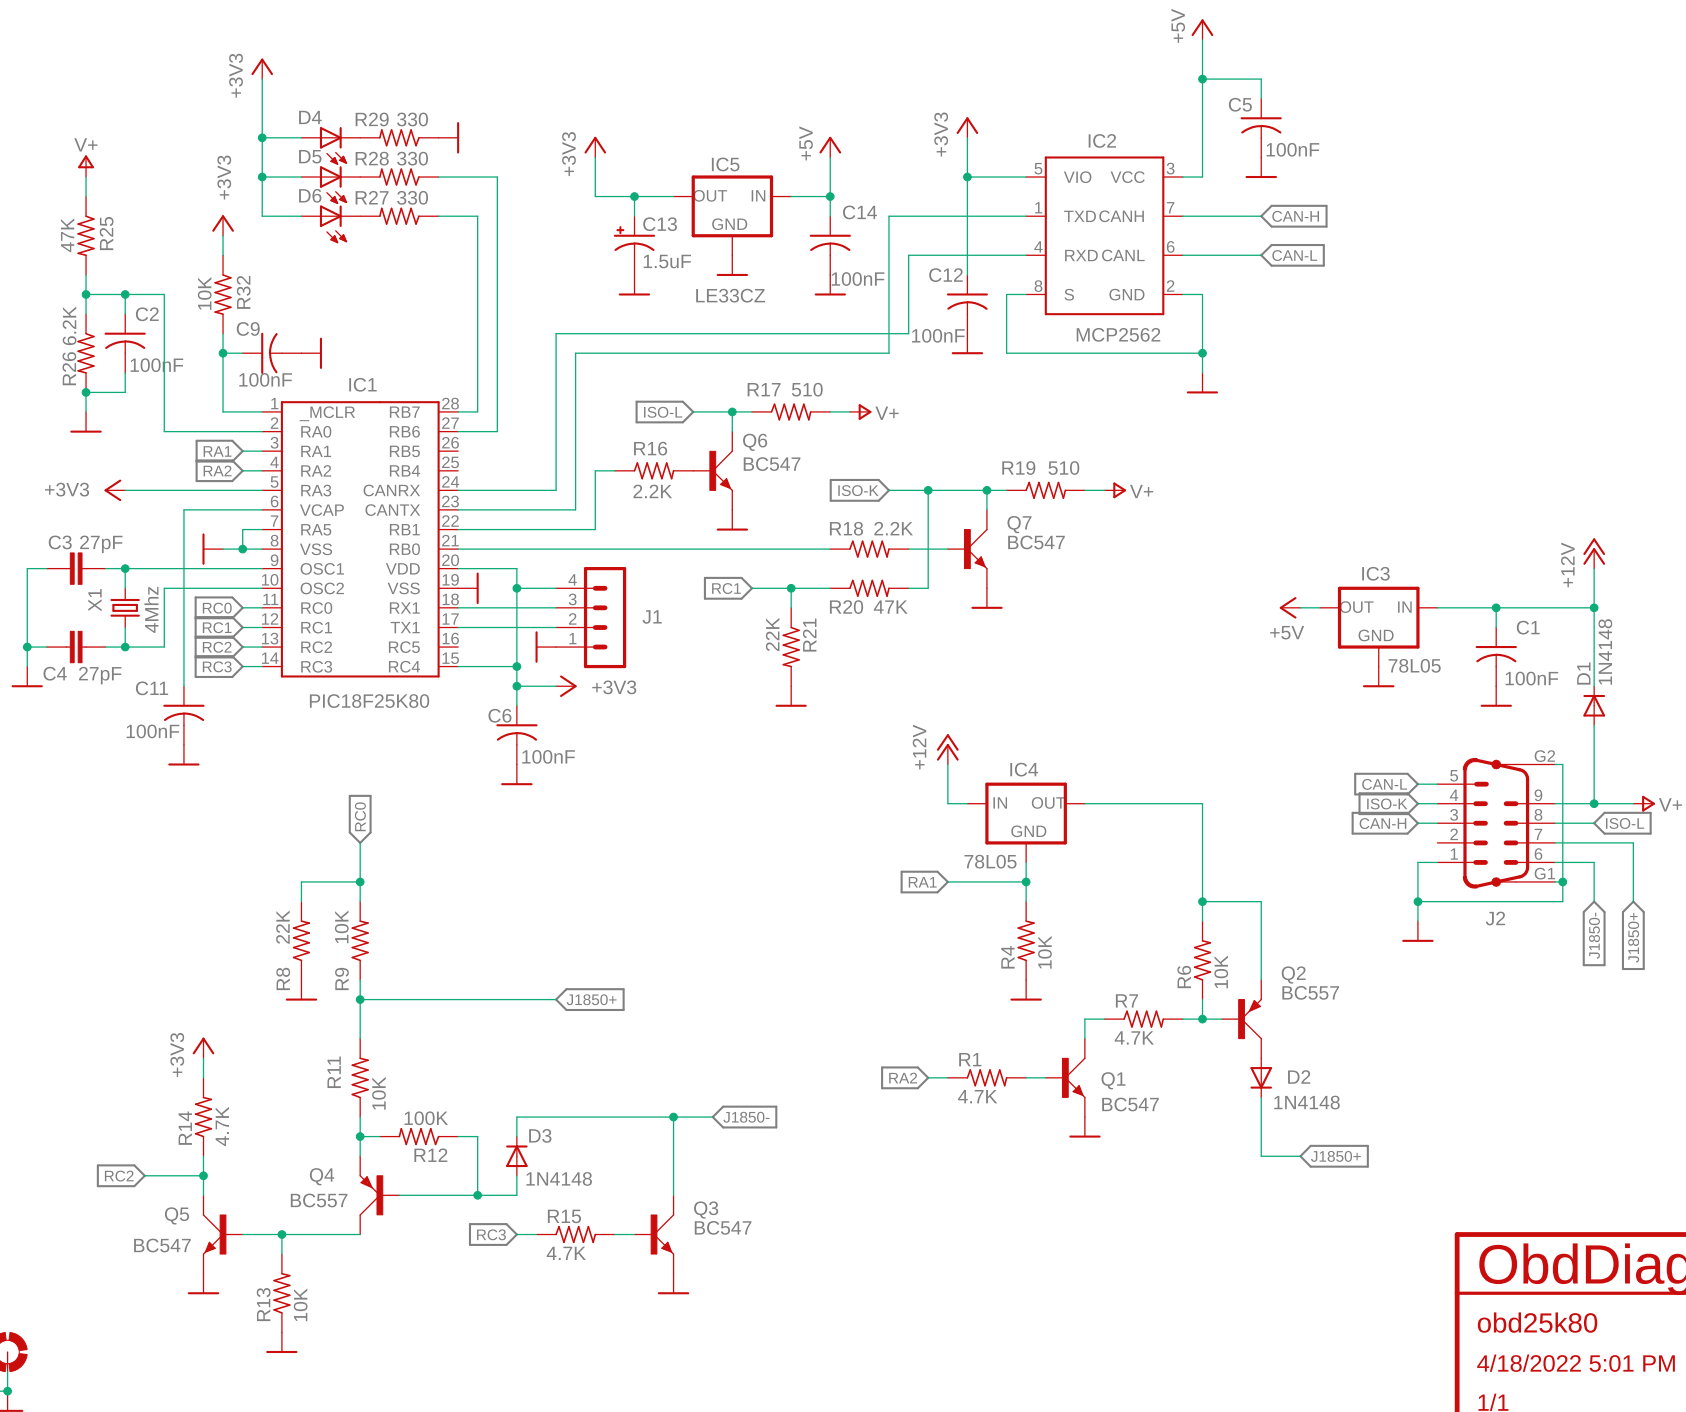 +5V
+3V3
D4
R29 330
D5
R28 330
D6
R27 330
V+
47K
R25
+3V3
10K
R32
C9
100nF
R26 6.2K
C2
100nF
+3V3
C13
1.5uF
IC5
OUT
IN
GND
LE33CZ
+5V
C14
100nF
+3V3
C12
100nF
IC2
5
VIO
VCC
3
1
TXD
CANH
7
4
RXD
CANL
6
8
S
GND
2
MCP2562
C5
100nF
CAN-H
CAN-L
IC1
1
_MCLR
RB7
28
2
RA0
RB6
27
RA1
3
RA1
RB5
26
RA2
4
RA2
RB4
25
+3V3
5
RA3
CANRX
24
6
VCAP
CANTX
23
7
RA5
RB1
22
8
VSS
RB0
21
9
OSC1
VDD
20
10
OSC2
VSS
19
RC0
11
RC0
RX1
18
RC1
12
RC1
TX1
17
RC2
13
RC2
RC5
16
RC3
14
RC3
RC4
15
PIC18F25K80
C3 27pF
X1
4Mhz
C4 27pF
C11
100nF
4
3
2
1
J1
+3V3
C6
100nF
ISO-L
R17 510
V+
R16
2.2K
Q6
BC547
ISO-K
R19 510
V+
R18 2.2K
Q7
BC547
RC1
R20 47K
22K
R21
+12V
IC3
OUT
IN
GND
78L05
+5V
C1
100nF
D1
1N4148
G2
CAN-L
5
ISO-K
4
9
V+
CAN-H
3
8
ISO-L
2
7
1
6
G1
J2
J1850-
J1850+
+12V
IC4
IN
OUT
GND
78L05
RA1
R4
10K
R6
10K
Q2
BC557
R7
4.7K
RA2
R1
4.7K
Q1
BC547
D2
1N4148
J1850+
RC0
22K
R8
10K
R9
J1850+
+3V3
R14
4.7K
R11
10K
100K
R12
D3
1N4148
J1850-
RC2
Q4
BC557
Q5
BC547
RC3
R15
4.7K
Q3
BC547
R13
10K
ObdDiag
obd25k80
4/18/2022 5:01 PM
1/1